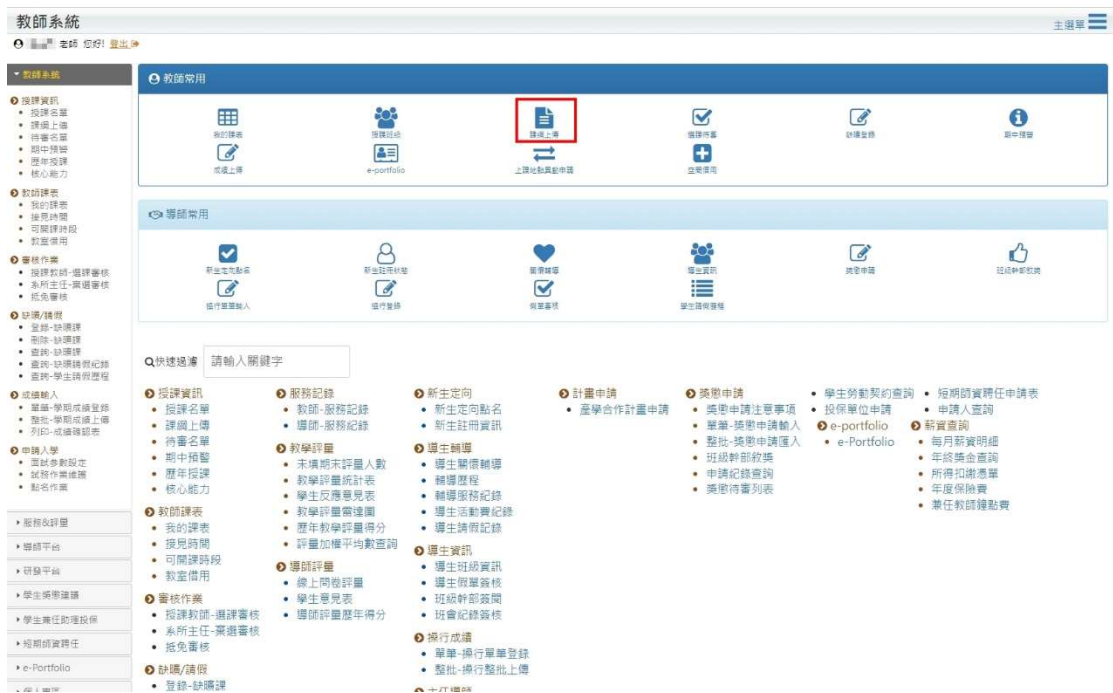 教師系統
主選單
老師 您好! 登出
教師系統
授課資訊
授課名單
課綱上傳
待審名單
期中預警
歷年授課
核心能力
教師課表
我的課表
接見時間
可開課時段
教室借用
審核作業
授課教師-選課審核
系所主任-棄選審核
抵免審核
缺曠/請假
登錄-缺曠課
刪除-缺曠課
查詢-缺曠課
查詢-缺曠請假紀錄
查詢-學生請假歷程
成績輸入
單筆-學期成績登錄
整批-學期成績上傳
列印-成績確認表
申請入學
面試參數設定
試務作業維護
點名作業
服務&評量
導師平台
研發平台
學生獎懲建議
學生兼任助理投保
短期師資聘任
e-Portfolio
教師常用
我的課表
授課班級
課綱上傳
選課待審
缺曠登錄
期中預警
成績上傳
e-portfolio
上課地點異動申請
空間借用
導師常用
新生定向點名
新生註冊狀態
關懷輔導
導生資訊
獎懲申請
班級幹部敘獎
操行單筆輸入
操行登錄
假單審核
學生請假歷程
快速過濾 請輸入關鍵字
授課資訊
授課名單
課綱上傳
待審名單
期中預警
歷年授課
核心能力
教師課表
我的課表
接見時間
可開課時段
教室借用
審核作業
授課教師-選課審核
系所主任-棄選審核
抵免審核
缺曠/請假
登錄-缺曠課
服務記錄
教師-服務記錄
導師-服務紀錄
教學評量
未填期末評量人數
教學評量統計表
學生反應意見表
教學評量雷達圖
歷年教學評量得分
評量加權平均數查詢
導師評量
線上問卷評量
學生意見表
導師評量歷年得分
新生定向
新生定向點名
新生註冊資訊
導生輔導
導生關懷輔導
輔導歷程
輔導服務紀錄
導生活動費紀錄
導生請假記錄
導生資訊
導生班級資訊
導生假單簽核
班級幹部簽閱
班會紀錄簽核
操行成績
單筆-操行單筆登錄
整批-操行整批上傳
主任導師
計畫申請
產學合作計畫申請
獎懲申請
獎懲申請注意事項
單筆-獎懲申請輸入
整批-獎懲申請匯入
班級幹部敘獎
申請紀錄查詢
獎懲待審列表
學生勞動契約查詢
投保單位申請
e-portfolio
e-Portfolio
短期師資聘任申請表
申請人查詢
薪資查詢
每月薪資明細
年終獎金查詢
所得扣繳憑單
年度保險費
兼任教師鐘點費